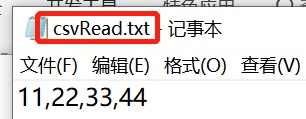 csvRead.txt - 记事本
文件(F) 编辑(E) 格式(O) 查看(V)
11,22,33,44